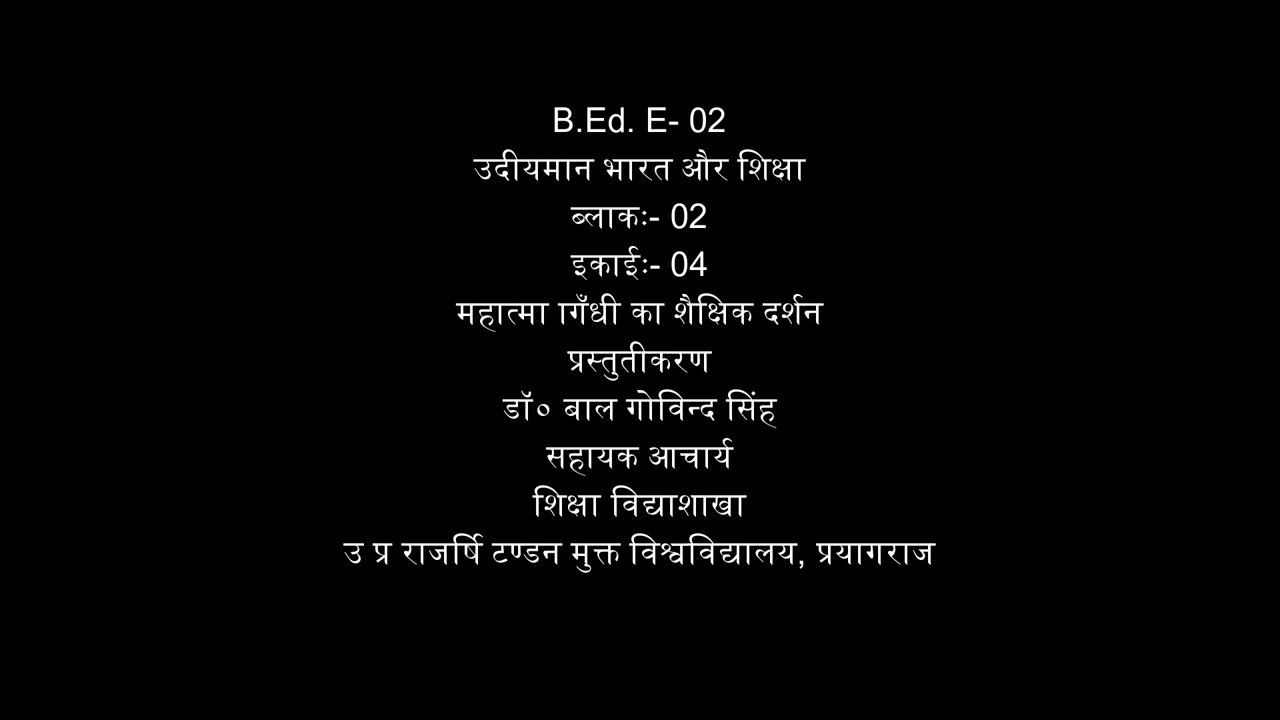 B.Ed. E- 02
उदीयमान भारत और शिक्षा
ब्लाकः- 02
इकाईः- 04
महात्मा ागँधी का शैक्षिक दर्शन
प्रस्तुतीकरण
डॉ० बाल गोविन्द सिंह
सहायक आचार्य
शिक्षा विद्याशाखा
उ प्र राजर्षि टण्डन मुक्त विश्वविद्यालय, प्रयागराज